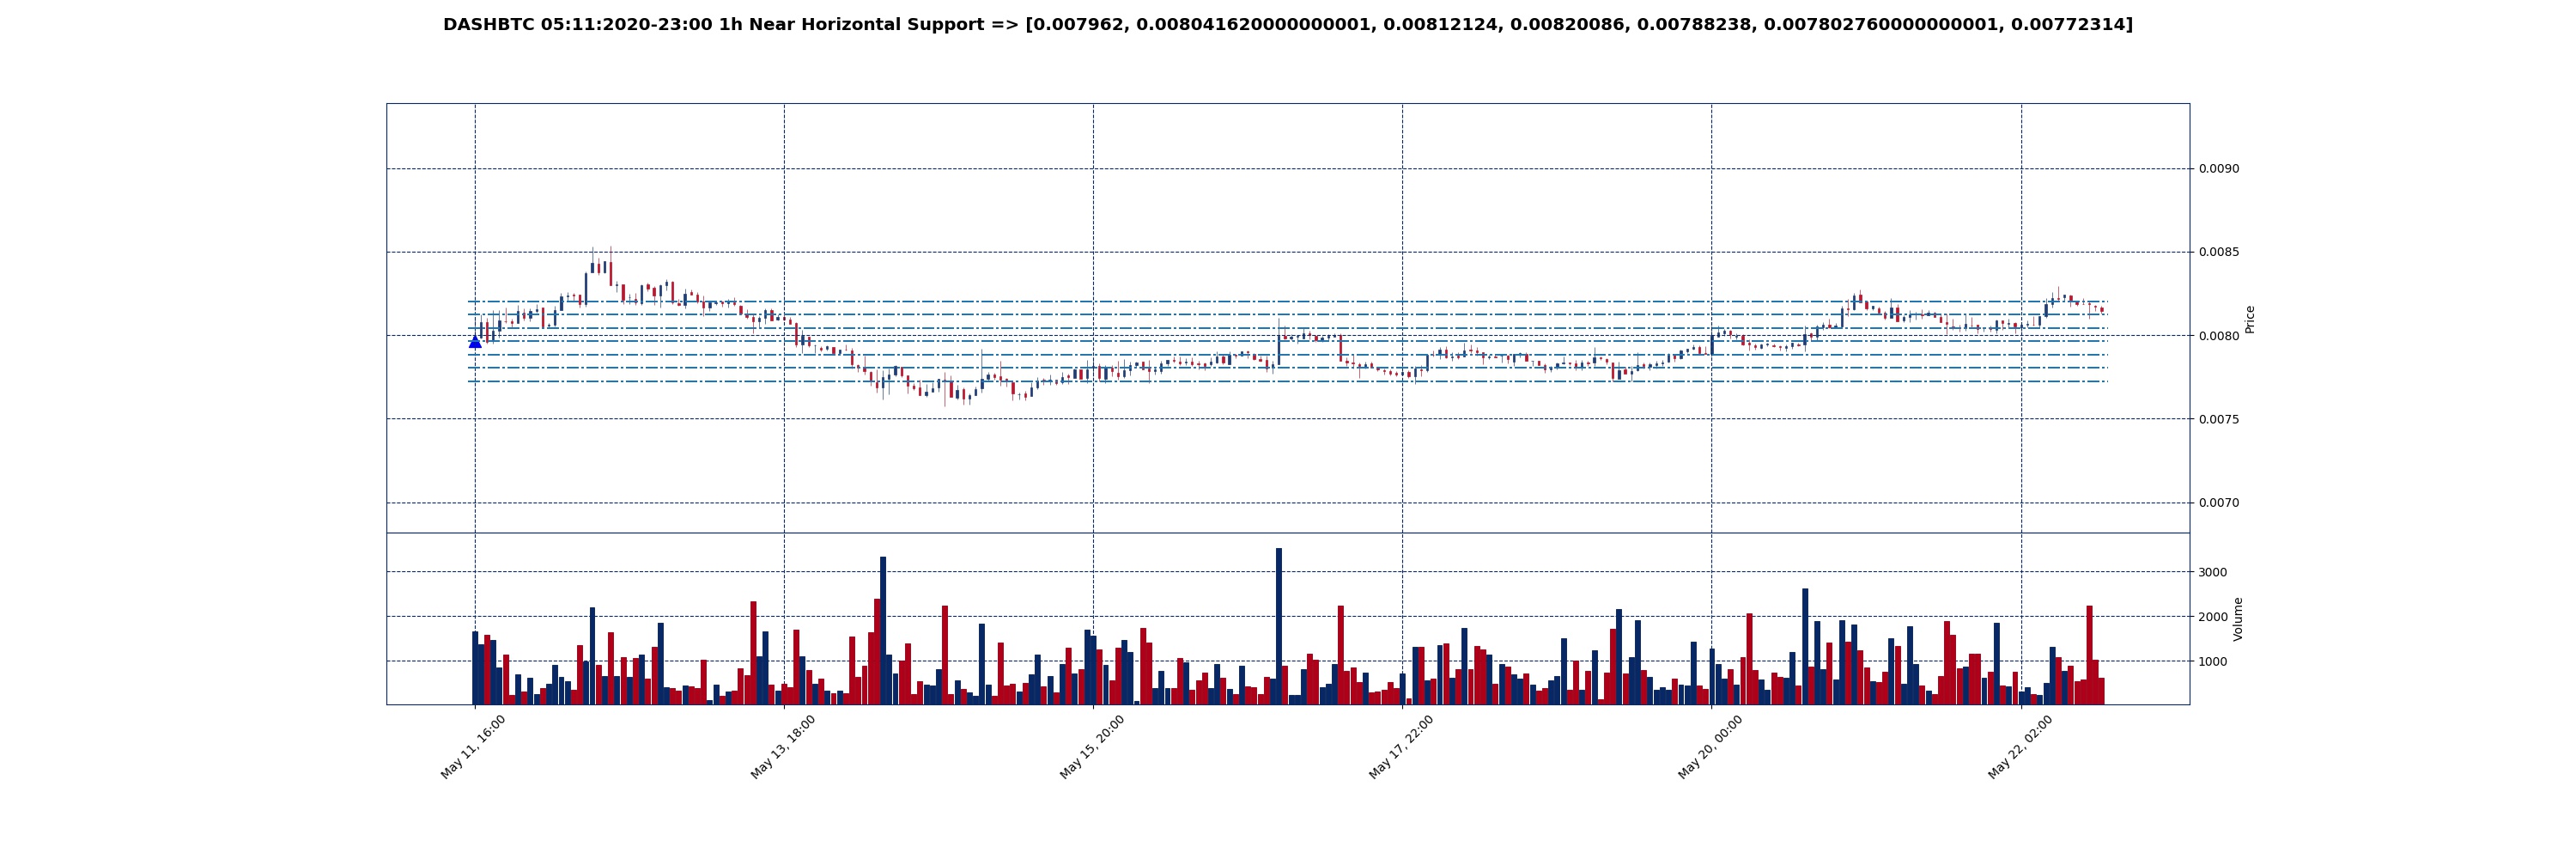 DASHBTC 05:11:2020-23:00 1h Near Horizontal Support => [0.007962, 0.008041620000000001, 0.00812124, 0.00820086, 0.00788238, 0.007802760000000001, 0.00772314]
0.0090
0.0085
0.0080
0.0075
0.0070
Price
3000
2000
1000
Volume
May 11, 16:00
May 13, 18:00
May 15, 20:00
May 17, 22:00
May 20, 00:00
May 22, 02:00